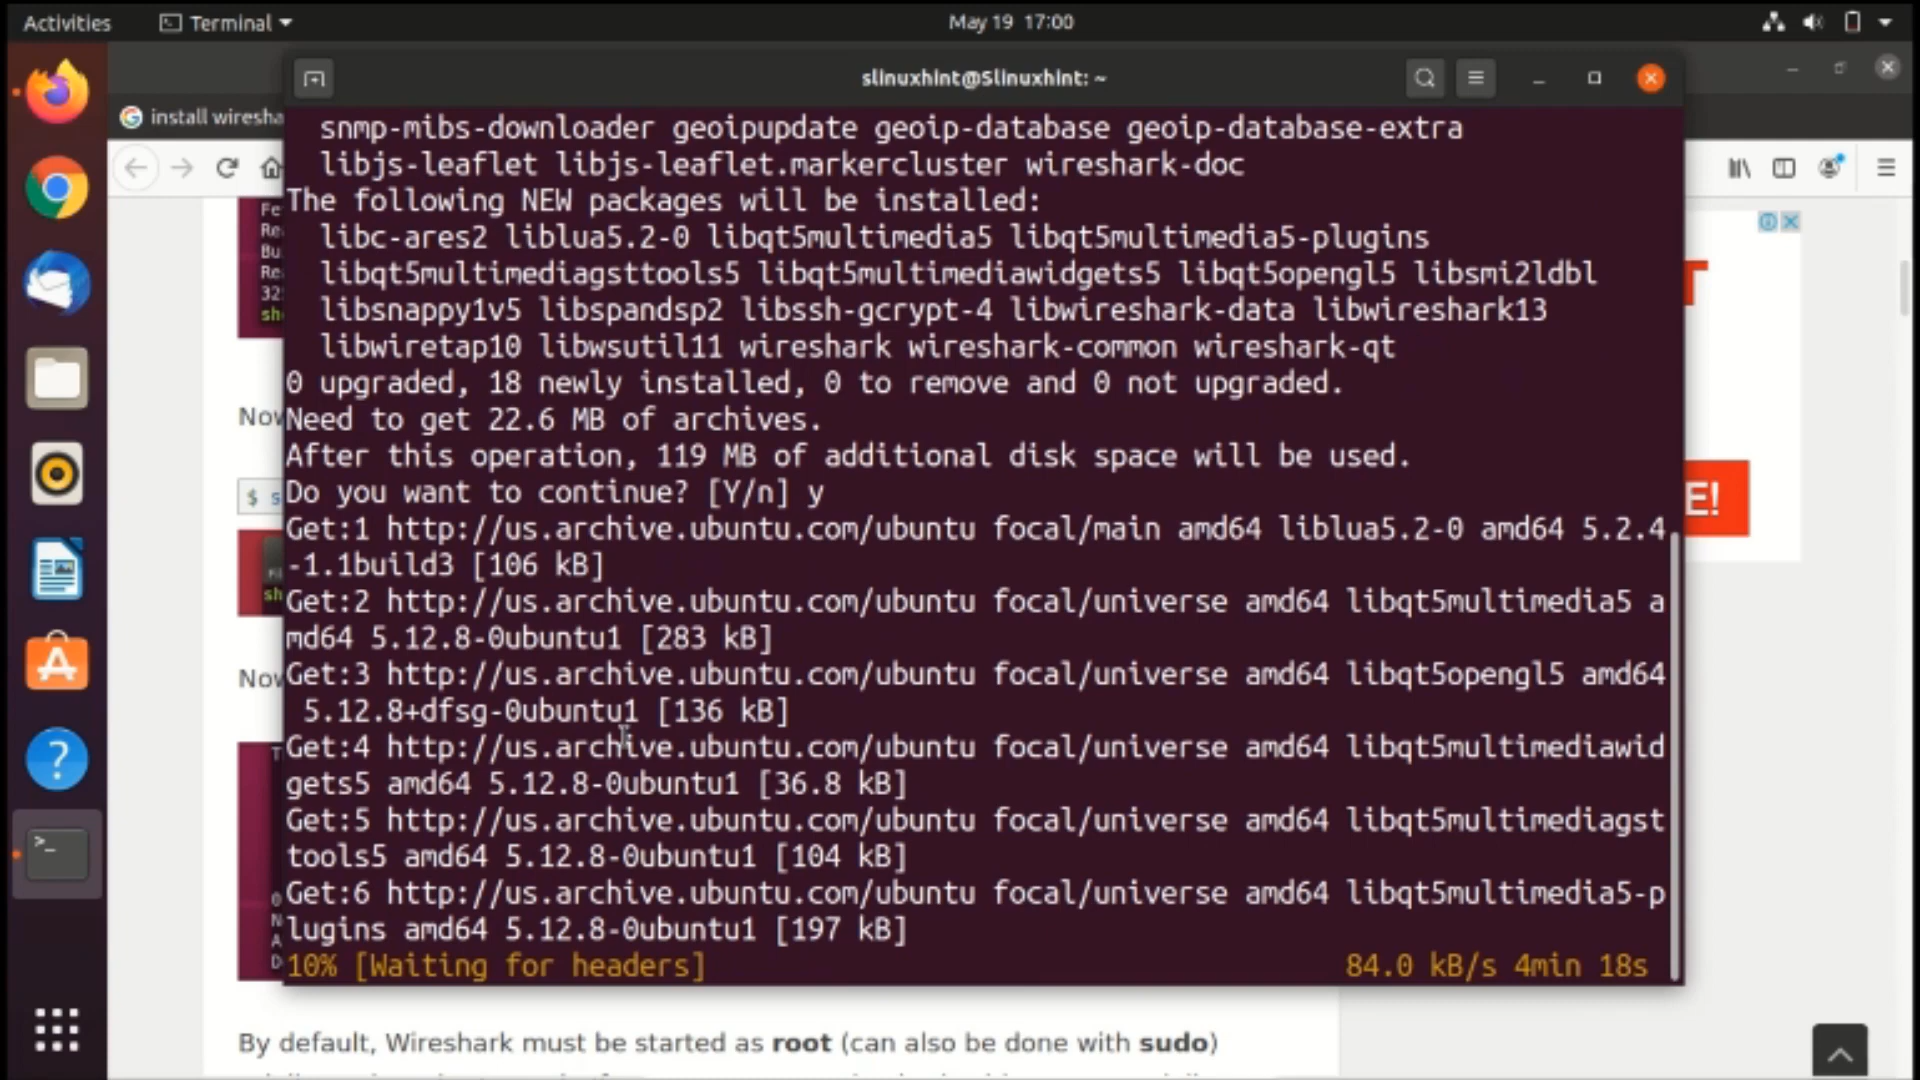 Activities
Terminal
May 19 17:00
slinuxhint@Slinuxhint: ~
install wiresha
snmp-mibs-downloader geoipupdate geoip-database geoip-database-extra
libjs-leaflet libjs-leaflet.markercluster wireshark-doc
The following NEW packages will be installed:
libc-ares2 liblua5.2-0 libqt5multimedia5 libqt5multimedia5-plugins
libqt5multimediagsttools5 libqt5multimediawidgets5 libqt5opengl5 libsmi2ldbl
libsnappy1v5 libspandsp2 libssh-gcrypt-4 libwireshark-data libwireshark13
libwiretap10 libwsutil11 wireshark wireshark-common wireshark-qt
0 upgraded, 18 newly installed, 0 to remove and 0 not upgraded.
Need to get 22.6 MB of archives.
After this operation, 119 MB of additional disk space will be used.
Do you want to continue? [Y/n] y
Get:1 http://us.archive.ubuntu.com/ubuntu focal/main amd64 liblua5.2-0 amd64 5.2.4
-1.1build3 [106 kB]
Get:2 http://us.archive.ubuntu.com/ubuntu focal/universe amd64 libqt5multimedia5 a
md64 5.12.8-0ubuntu1 [283 kB]
Get:3 http://us.archive.ubuntu.com/ubuntu focal/universe amd64 libqt5opengl5 amd64
5.12.8+dfsg-0ubuntu1 [136 kB]
Get:4 http://us.archive.ubuntu.com/ubuntu focal/universe amd64 libqt5multimediawid
gets5 amd64 5.12.8-0ubuntu1 [36.8 kB]
Get:5 http://us.archive.ubuntu.com/ubuntu focal/universe amd64 libqt5multimediagst
tools5 amd64 5.12.8-0ubuntu1 [104 kB]
Get:6 http://us.archive.ubuntu.com/ubuntu focal/universe amd64 libqt5multimedia5-p
lugins amd64 5.12.8-0ubuntu1 [197 kB]
10% [Waiting for headers] 84.0 kB/s 4min 18s
Fe
Re
Bu
Re
32
sh
Nov
$ s
sh
Nov
E!
By default, Wireshark must be started as root (can also be done with sudo)